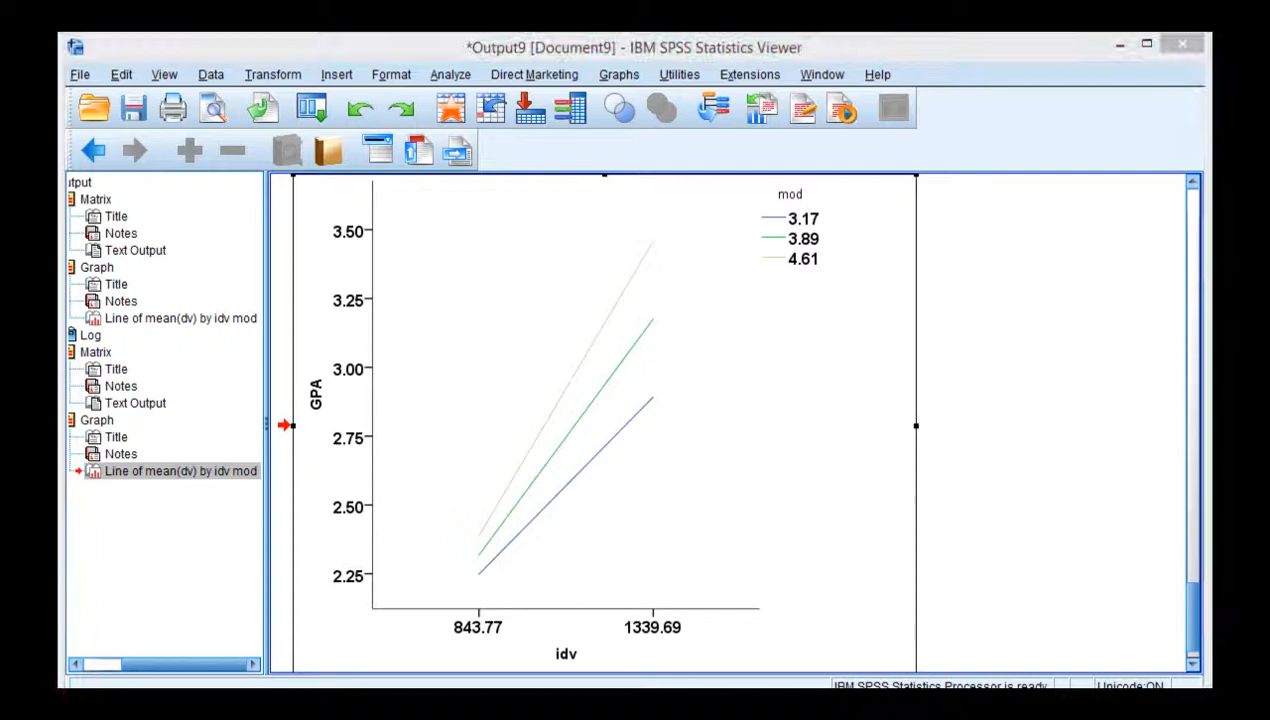 *Output9 [Document9] - IBM SPSS Statistics Viewer
File Edit View Data Transform Insert Format Analyze Direct Marketing Graphs Utilities Extensions Window Help
utput
Matrix
Title
Notes
Text Output
Graph
Title
Notes
Line of mean(dv) by idv mod
Log
Matrix
Title
Notes
Text Output
Graph
Title
Notes
Line of mean(dv) by idv mod
mod
3.17
3.89
4.61
3.50
3.25
3.00
2.75
2.50
2.25
GPA
843.77 1339.69
idv
IBM SPSS Statistics Processor is ready Unicode:ON